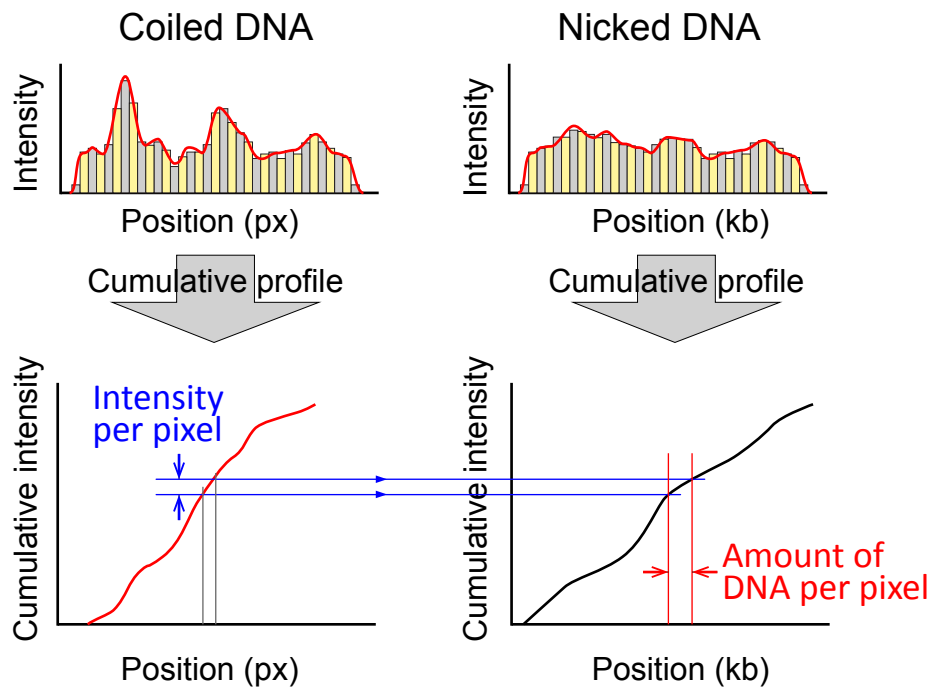 Coiled DNA
Nicked DNA
Intensity
Position (px)
Intensity
Position (kb)
Cumulative profile
Cumulative profile
Cumulative intensity
Intensity
per pixel
Position (px)
Cumulative intensity
Amount of
DNA per pixel
Position (kb)